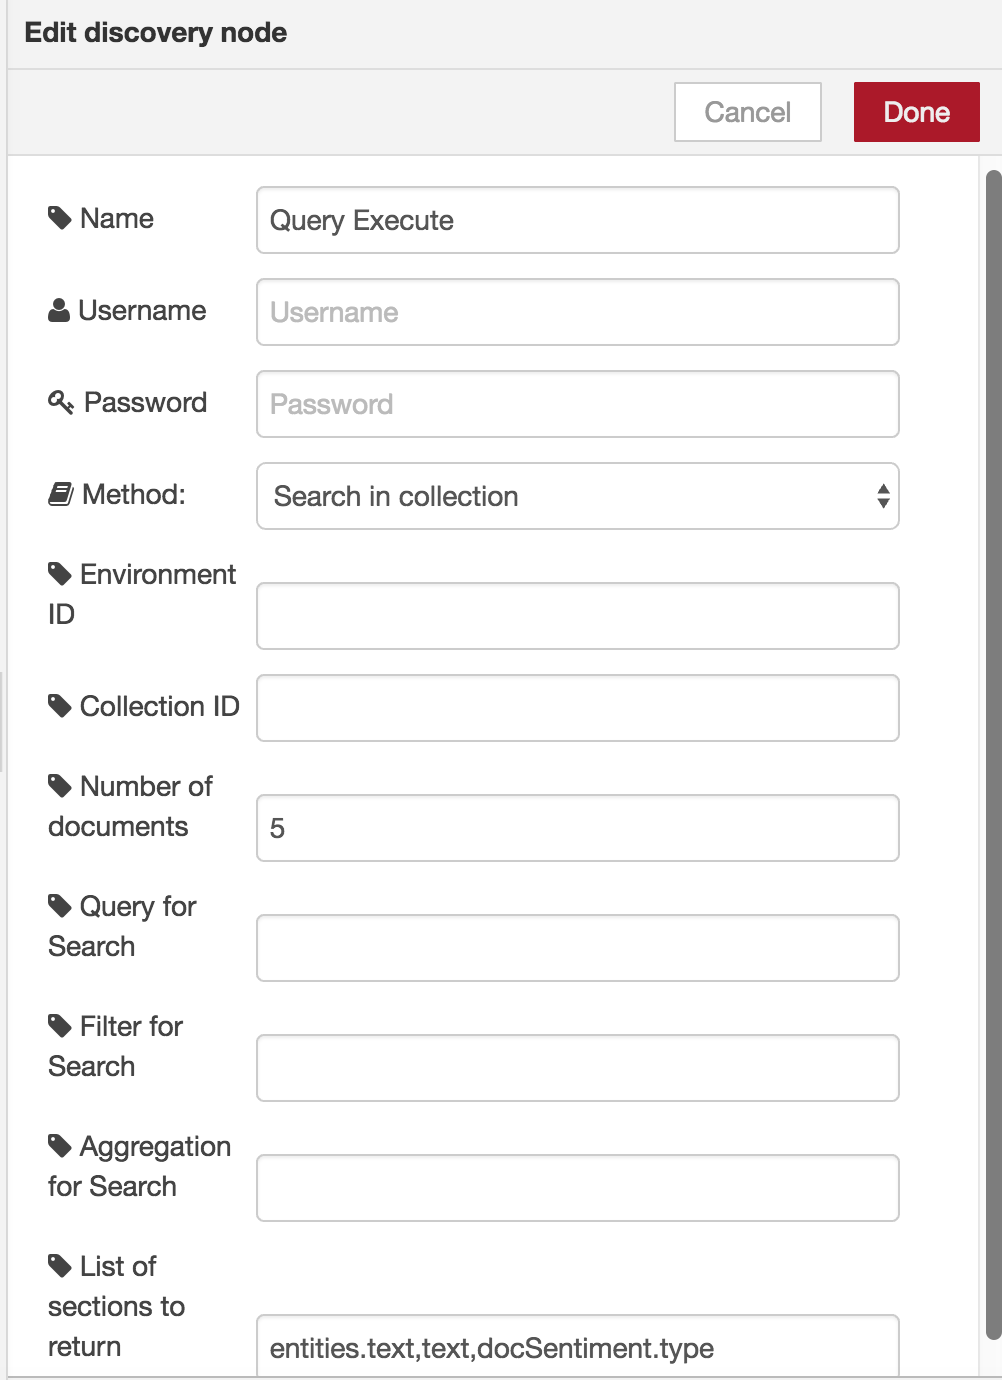 Edit discovery node
Cancel
Done
Name
Query Execute
Username
Username
Password
Password
Method:
Search in collection
Environment
ID
Collection ID
Number of
documents
5
Query for
Search
Filter for
Search
Aggregation
for Search
List of
sections to
return
entities.text,text,docSentiment.type